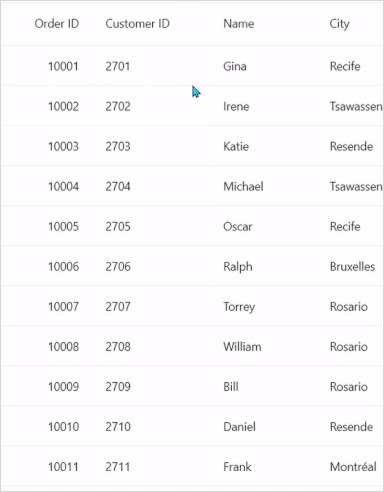 Order ID Customer ID Name City
10001 2701 Gina Recife
10002 2702 Irene Tsawassen
10003 2703 Katie Resende
10004 2704 Michael Tsawassen
10005 2705 Oscar Recife
10006 2706 Ralph Bruxelles
10007 2707 Torrey Rosario
10008 2708 William Rosario
10009 2709 Bill Rosario
10010 2710 Daniel Resende
10011 2711 Frank Montréal